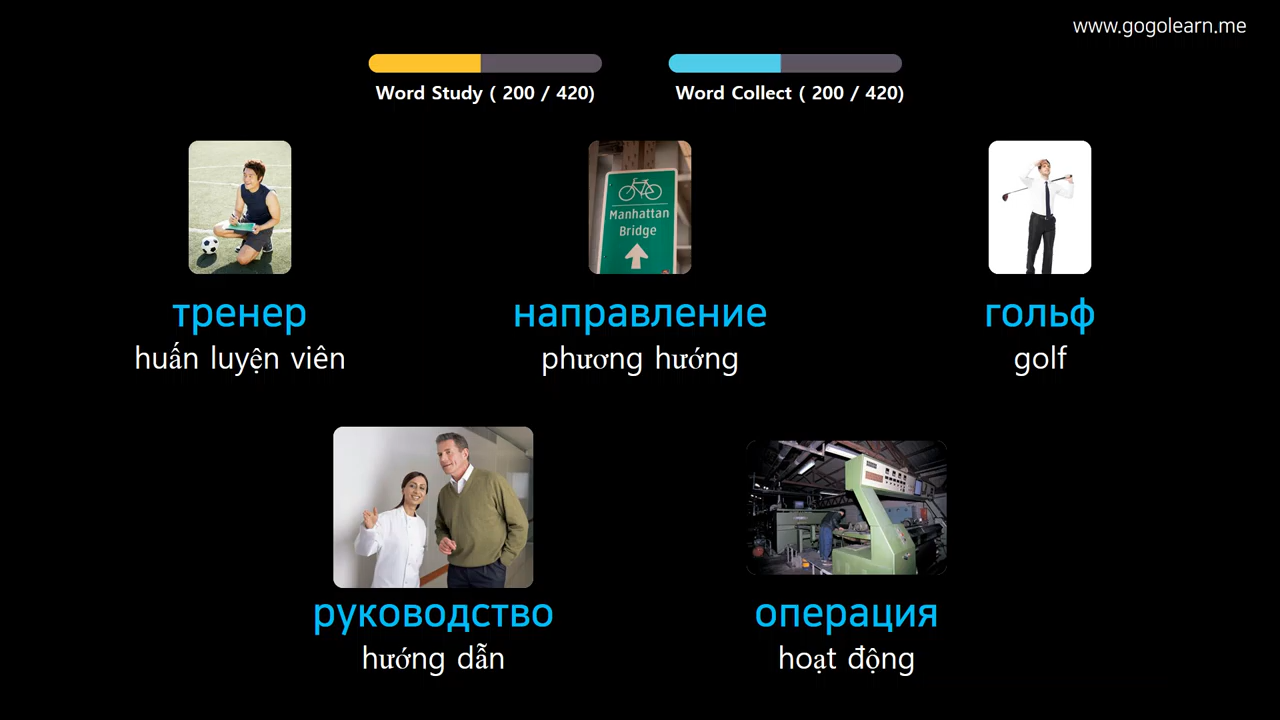 www.gogolearn.me
Word Study ( 200 / 420)
Word Collect ( 200 / 420)
Manhattan
Bridge
тренер
huấn luyện viên
направление
phương hướng
гольф
golf
руководство
hướng dẫn
операция
hoạt động